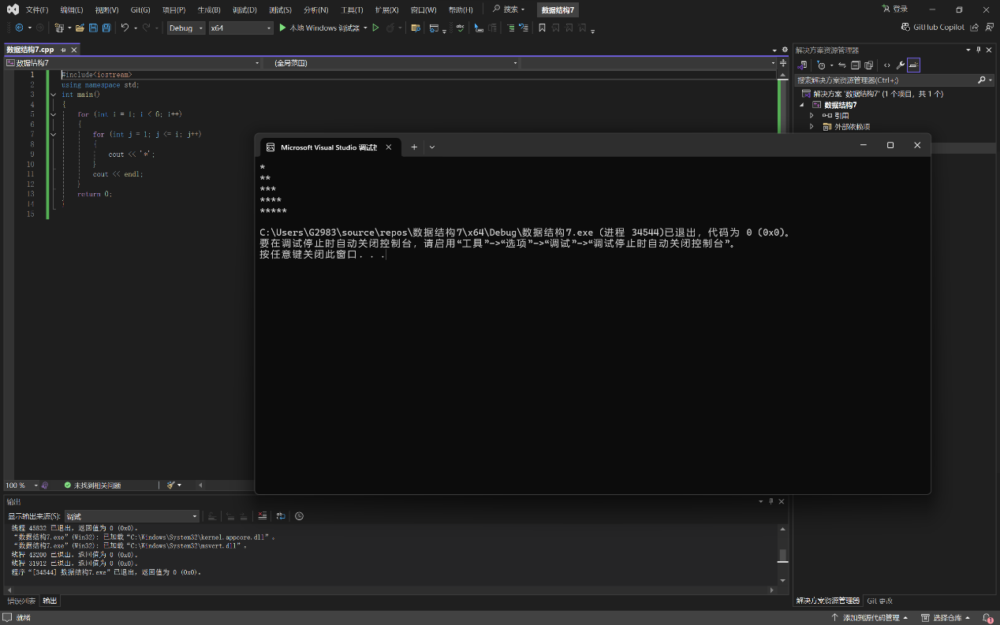 文件(F) 编辑(E) 视图(V) Git(G) 项目(P) 生成(B) 调试(D) 测试(S) 分析(N) 工具(T) 扩展(X) 窗口(W) 帮助(H) 搜索 数据结构7 登录
Debug x64 本地 Windows 调试器 GitHub Copilot
数据结构7.cpp
数据结构7 (全局范围)
1 #include<iostream>
2 using namespace std;
3 int main()
4 {
5 for (int i = 1; i < 6; i++)
6 {
7 for (int j = 1; j <= i; j++)
8 {
9 cout << '*';
10 }
11 cout << endl;
12 }
13 return 0;
14 }
15
解决方案资源管理器
搜索解决方案资源管理器(Ctrl+;)
解决方案 '数据结构7' (1 个项目，共 1 个)
数据结构7
引用
外部依赖项
Microsoft Visual Studio 调试
*
**
***
****
*****
C:\Users\G2983\source\repos\数据结构7\x64\Debug\数据结构7.exe (进程 34544)已退出，代码为 0 (0x0)。
要在调试停止时自动关闭控制台，请启用“工具”->“选项”->“调试”->“调试停止时自动关闭控制台”。
按任意键关闭此窗口. . .
100 % 未找到相关问题
输出
显示输出来源(S): 调试
线程 45832 已退出，返回值为 0 (0x0)。
“数据结构7.exe”(Win32): 已加载“C:\Windows\System32\kernel.appcore.dll”。
“数据结构7.exe”(Win32): 已加载“C:\Windows\System32\msvcrt.dll”。
线程 43200 已退出，返回值为 0 (0x0)。
线程 31912 已退出，返回值为 0 (0x0)。
程序“[34544] 数据结构7.exe”已退出，返回值为 0 (0x0)。
错误列表 输出
解决方案资源管理器 Git 更改
就绪 添加到源代码管理 选择仓库 1